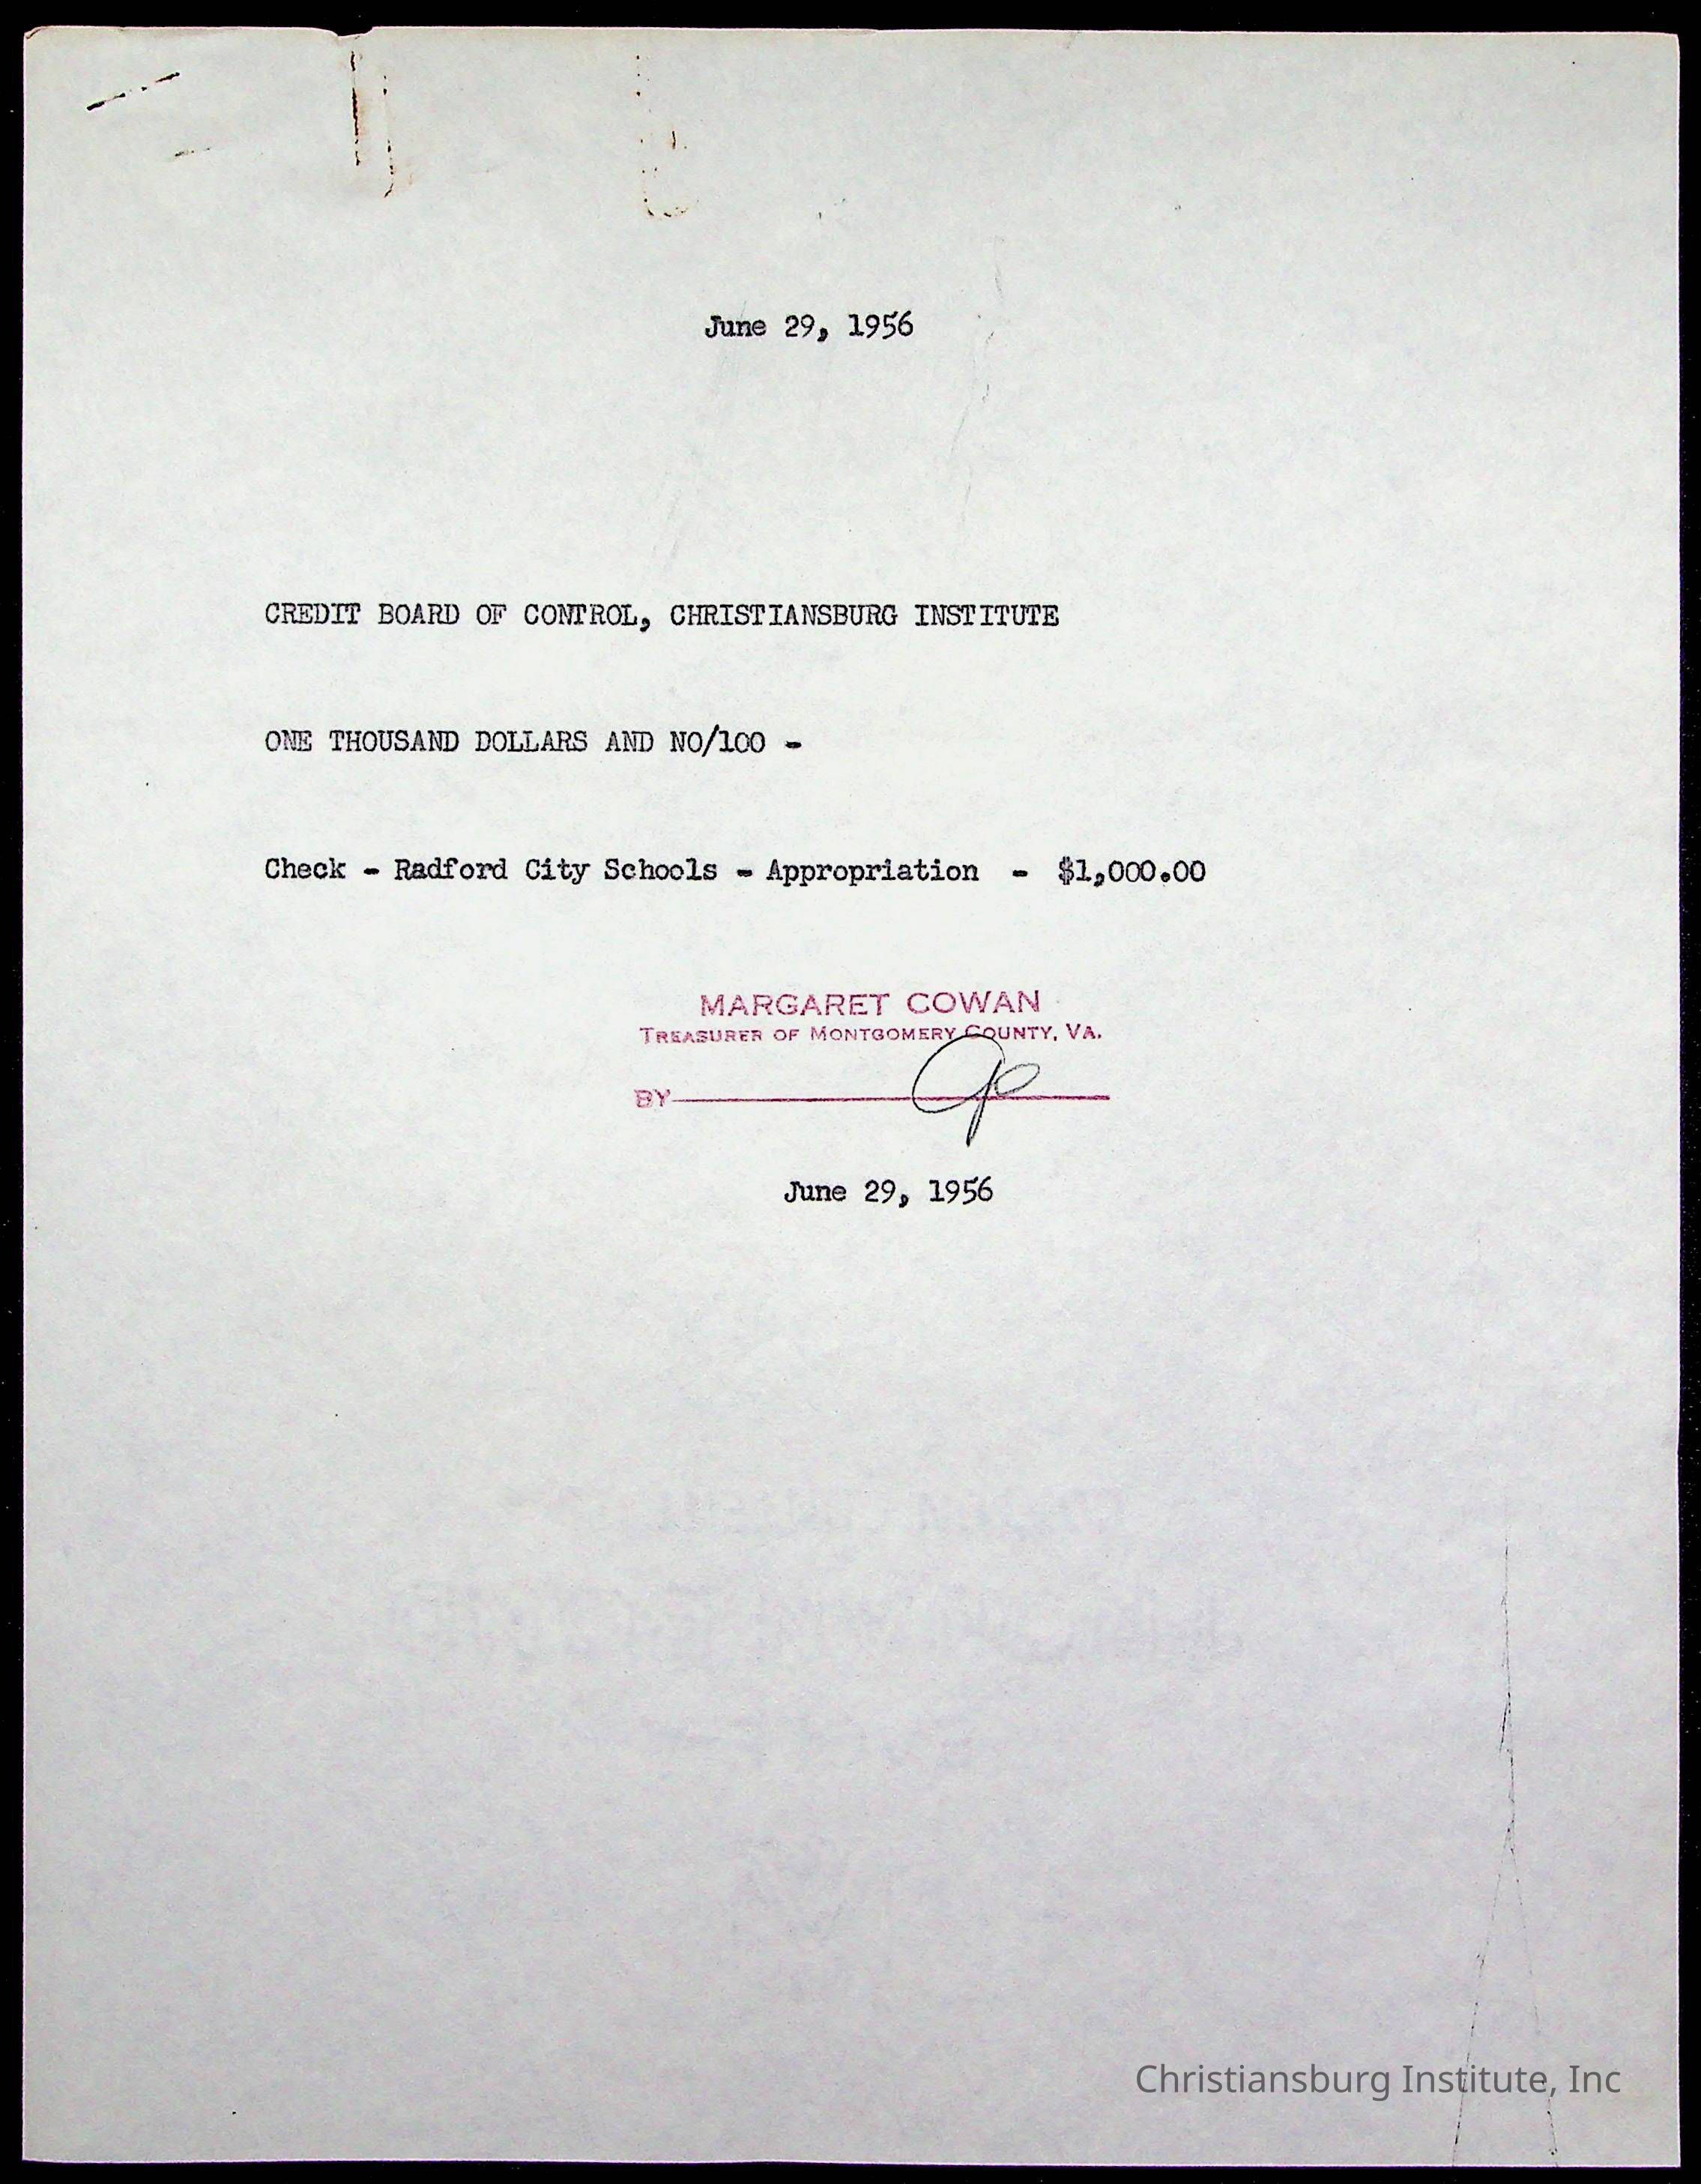 June 29, 1956
CREDIT BOARD OF CONTROL, CHRISTIANSBURG INSTITUTE
ONE THOUSAND DOLLARS AND NO/100 -
Check - Radford City Schools - Appropriation - $1,000.00
MARGARET COWAN
TREASURER OF MONTGOMERY COUNTY, VA.
BY
June 29, 1956
Christiansburg Institute, Inc